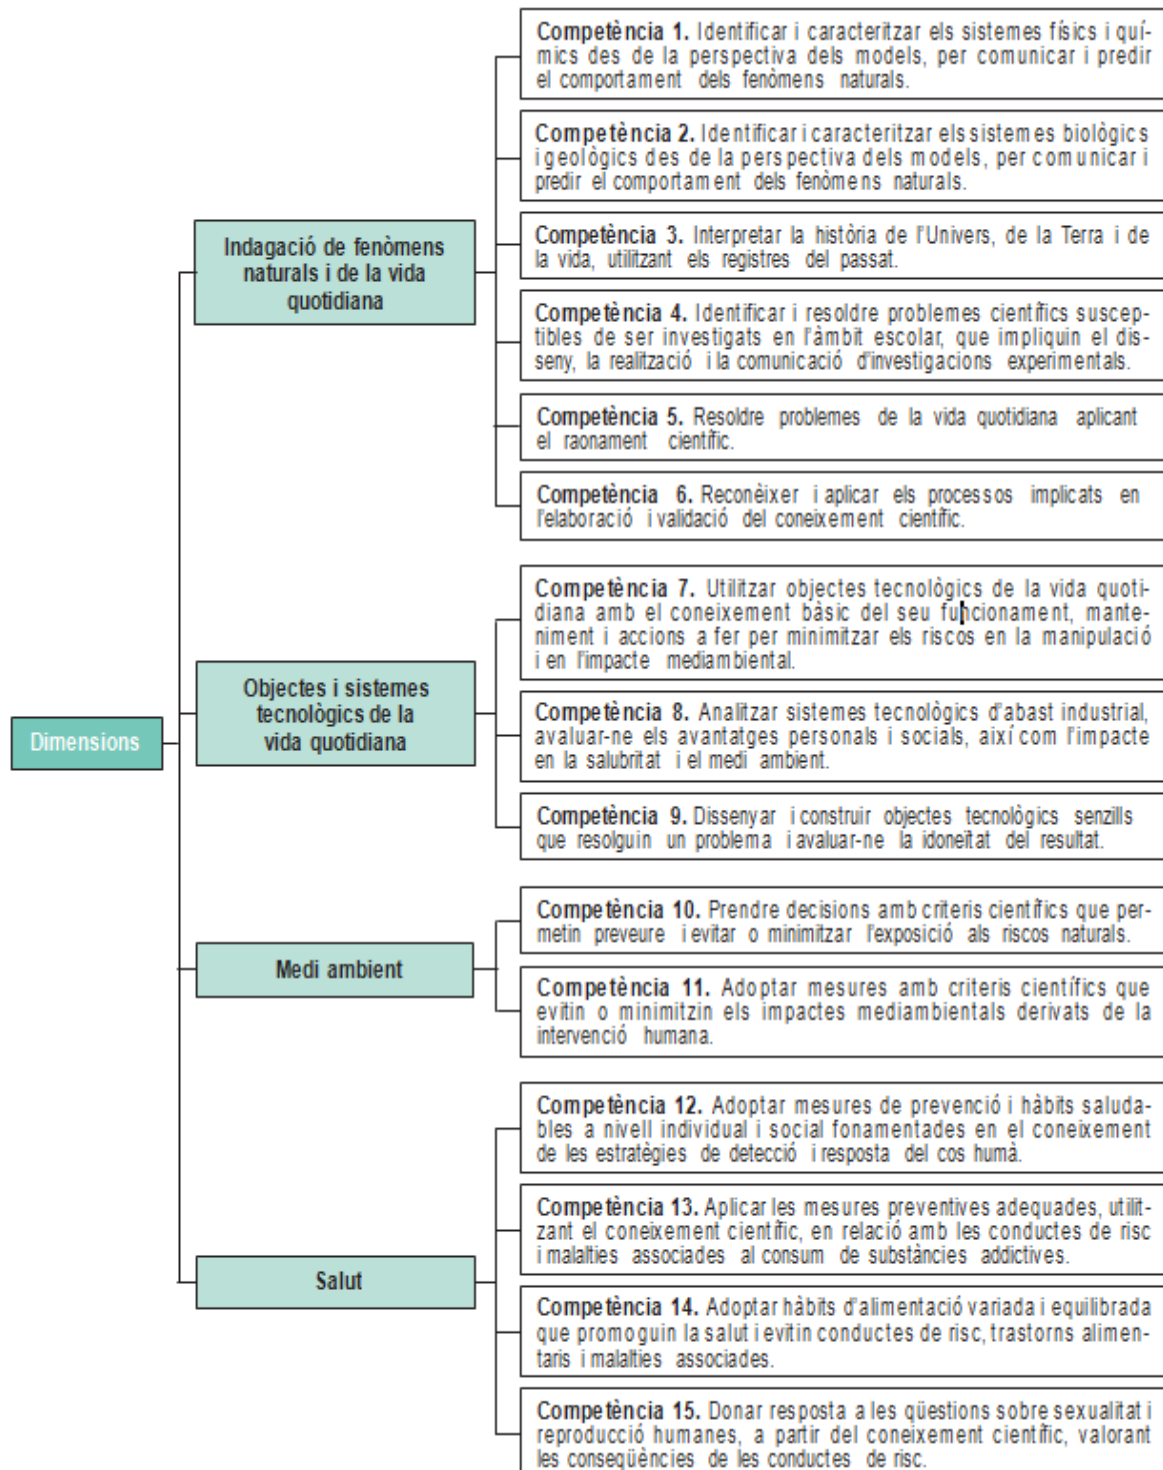 Dimensions
Indagació de fenòmens
naturals i de la vida
quotidiana
Competència 1. Identificar i caracteritzar els sistemes físics i quí-
mics des de la perspectiva dels models, per comunicar i predir
el comportament dels fenòmens naturals.
Competència 2. Identificar i caracteritzar els sistemes biològics
i geològics des de la perspectiva dels models, per comunicar i
predir el comportament dels fenòmens naturals.
Competència 3. Interpretar la història de l'Univers, de la Terra i de
la vida, utilitzant els registres del passat.
Competència 4. Identificar i resoldre problemes científics suscep-
tibles de ser investigats en l'àmbit escolar, que impliquin el dis-
seny, la realització i la comunicació d'investigacions experimentals.
Competència 5. Resoldre problemes de la vida quotidiana aplicant
el raonament científic.
Competència 6. Reconèixer i aplicar els processos implicats en
l'elaboració i validació del coneixement científic.
Objectes i sistemes
tecnològics de la
vida quotidiana
Competència 7. Utilitzar objectes tecnològics de la vida quoti-
diana amb el coneixement bàsic del seu funcionament, mante-
niment i accions a fer per minimitzar els riscos en la manipulació
i en l'impacte mediambiental.
Competència 8. Analitzar sistemes tecnològics d'abast industrial,
avaluar-ne els avantatges personals i socials, així com l'impacte
en la salubritat i el medi ambient.
Competència 9. Dissenyar i construir objectes tecnològics senzills
que resolguin un problema i avaluar-ne la idoneïtat del resultat.
Medi ambient
Competència 10. Prendre decisions amb criteris científics que per-
metin preveure i evitar o minimitzar l'exposició als riscos naturals.
Competència 11. Adoptar mesures amb criteris científics que
evitin o minimitzin els impactes mediambientals derivats de la
intervenció humana.
Salut
Competència 12. Adoptar mesures de prevenció i hàbits saluda-
bles a nivell individual i social fonamentades en el coneixement
de les estratègies de detecció i resposta del cos humà.
Competència 13. Aplicar les mesures preventives adequades, utilit-
zant el coneixement científic, en relació amb les conductes de risc
i malalties associades al consum de substàncies addictives.
Competència 14. Adoptar hàbits d'alimentació variada i equilibrada
que promoguin la salut i evitin conductes de risc, trastorns alimen-
taris i malalties associades.
Competència 15. Donar resposta a les qüestions sobre sexualitat i
reproducció humanes, a partir del coneixement científic, valorant
les conseqüències de les conductes de risc.